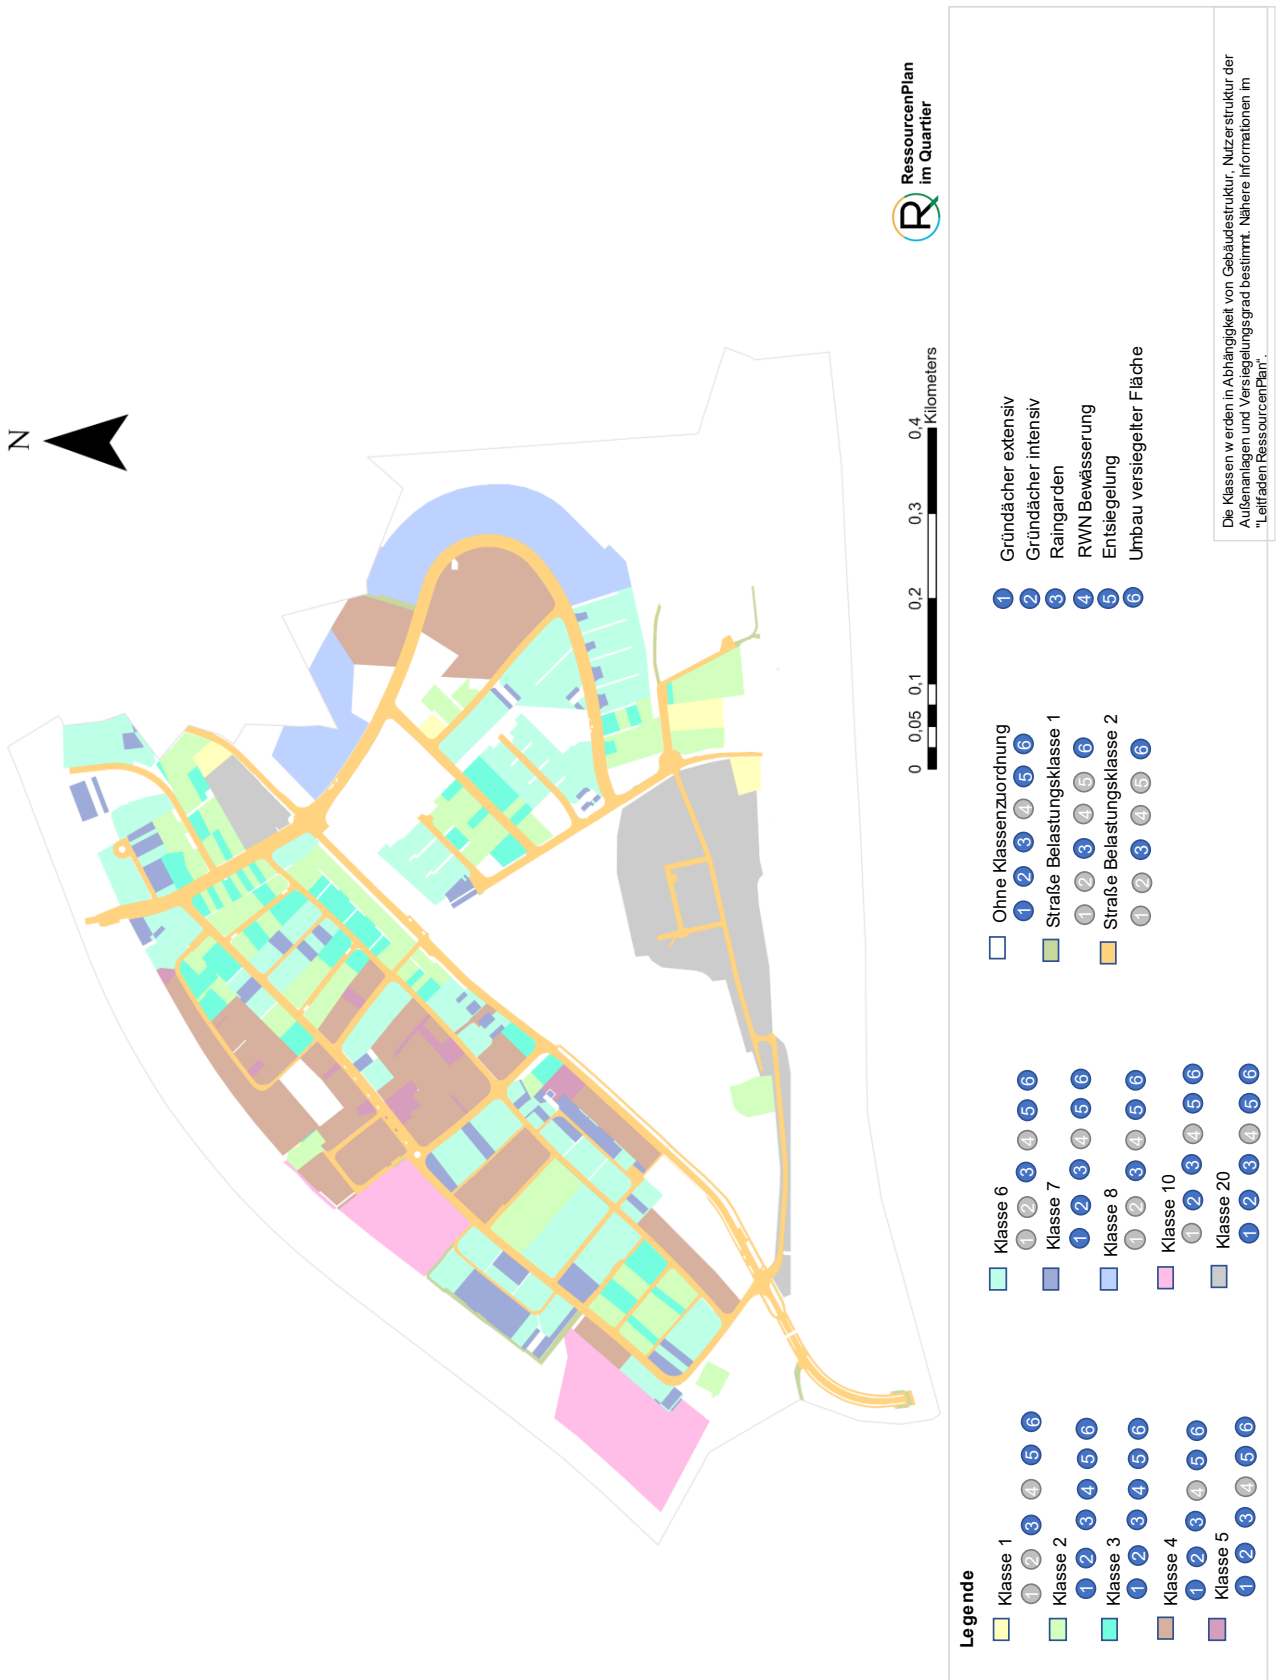 N
RessourcenPlan
im Quartier
0 0,05 0,1 0,2 0,3 0,4
Kilometers
Legende
Klasse 1
1 2 3 4 5 6
Klasse 2
1 2 3 4 5 6
Klasse 3
1 2 3 4 5 6
Klasse 4
1 2 3 4 5 6
Klasse 5
1 2 3 4 5 6
Klasse 6
1 2 3 4 5 6
Klasse 7
1 2 3 4 5 6
Klasse 8
1 2 3 4 5 6
Klasse 10
1 2 3 4 5 6
Klasse 20
1 2 3 4 5 6
Ohne Klassenzuordnung
1 2 3 4 5 6
Straße Belastungsklasse 1
1 2 3 4 5 6
Straße Belastungsklasse 2
1 2 3 4 5 6
1 Gründächer extensiv
2 Gründächer intensiv
3 Raingarden
4 RWN Bewässerung
5 Entsiegelung
6 Umbau versiegelter Fläche
Die Klassen werden in Abhängigkeit von Gebäudestruktur, Nutzerstruktur der
Außenanlagen und Versiegelungsgrad bestimmt. Nähere Informationen im
"Leitfaden RessourcenPlan".